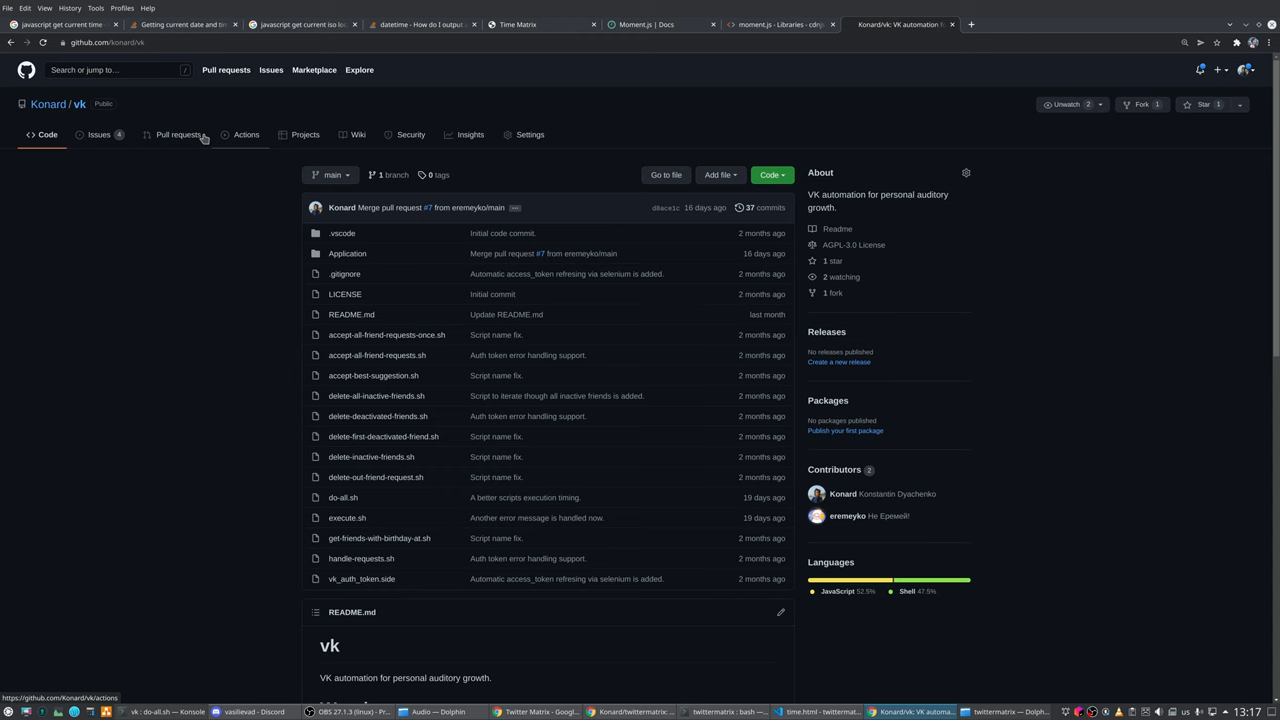 File Edit View History Tools Profiles Help
javascript get current time Getting current date and tim javascript get current iso loc datetime - How do I output a Time Matrix Moment.js | Docs moment.js - Libraries - cdnjs Konard/vk: VK automation f
github.com/konard/vk
Search or jump to… / Pull requests Issues Marketplace Explore
Konard / vk Public Unwatch 2 Fork 1 Star 1
Code Issues 4 Pull requests Actions Projects Wiki Security Insights Settings
main 1 branch 0 tags Go to file Add file Code
Konard Merge pull request #7 from eremeyko/main … d8ace1c 16 days ago 37 commits
.vscode Initial code commit. 2 months ago
Application Merge pull request #7 from eremeyko/main 16 days ago
.gitignore Automatic access_token refresing via selenium is added. 2 months ago
LICENSE Initial commit 2 months ago
README.md Update README.md last month
accept-all-friend-requests-once.sh Script name fix. 2 months ago
accept-all-friend-requests.sh Auth token error handling support. 2 months ago
accept-best-suggestion.sh Script name fix. 2 months ago
delete-all-inactive-friends.sh Script to iterate though all inactive friends is added. 2 months ago
delete-deactivated-friends.sh Auth token error handling support. 2 months ago
delete-first-deactivated-friend.sh Script name fix. 2 months ago
delete-inactive-friends.sh Script name fix. 2 months ago
delete-out-friend-request.sh Script name fix. 2 months ago
do-all.sh A better scripts execution timing. 19 days ago
execute.sh Another error message is handled now. 19 days ago
get-friends-with-birthday-at.sh Script name fix. 2 months ago
handle-requests.sh Auth token error handling support. 2 months ago
vk_auth_token.side Automatic access_token refresing via selenium is added. 2 months ago
README.md
vk
VK automation for personal auditory growth.
About
VK automation for personal auditory
growth.
Readme
AGPL-3.0 License
1 star
2 watching
1 fork
Releases
No releases published
Create a new release
Packages
No packages published
Publish your first package
Contributors 2
Konard Konstantin Dyachenko
eremeyko Не Еремей!
Languages
JavaScript 52.5% Shell 47.5%
https://github.com/Konard/vk/actions
vk : do-all.sh — Konsole vasilievad - Discord OBS 27.1.3 (linux) - Pro… Audio — Dolphin Twitter Matrix - Googl… Konard/twittermatrix: … twittermatrix : bash —… time.html - twittermat… Konard/vk: VK automa… twittermatrix — Dolph… us 13:17